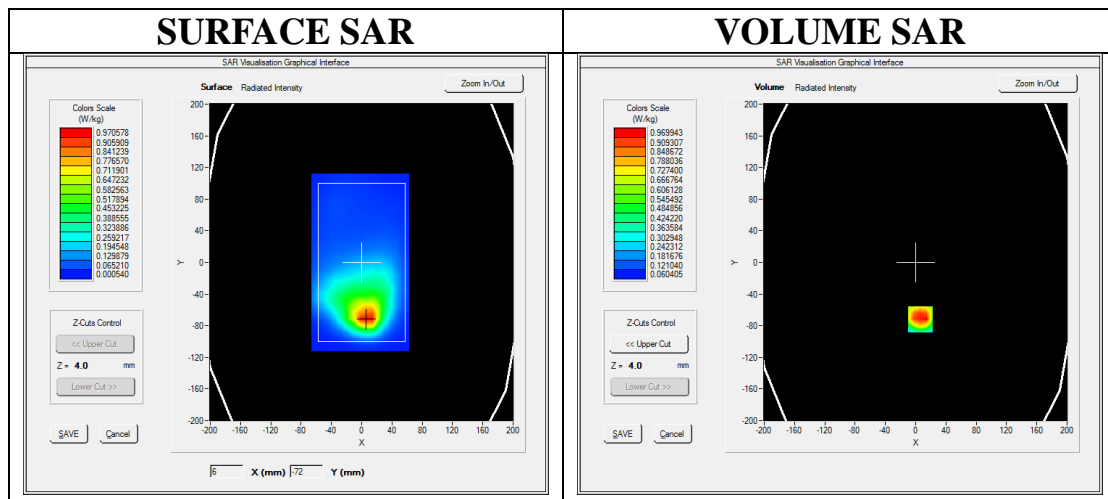 SURFACE SAR
SAR Visualisation Graphical Interface
Surface Radiated Intensity
Zoom In/Out
Colors Scale
(W/kg)
0.970578
0.905909
0.841239
0.776570
0.711901
0.647232
0.582563
0.517894
0.453225
0.388555
0.323886
0.259217
0.194548
0.129879
0.065210
0.000540
200
160
120
80
40
0
-40
-80
-120
-160
-200
Y
-200 -160 -120 -80 -40 0 40 80 120 160 200
X
Z-Cuts Control
<< Upper Cut
Z = 4.0 mm
Lower Cut >>
SAVE Cancel
6 X (mm) -72 Y (mm)
VOLUME SAR
SAR Visualisation Graphical Interface
Volume Radiated Intensity
Zoom In/Out
Colors Scale
(W/kg)
0.969943
0.909307
0.848672
0.788036
0.727400
0.666764
0.606128
0.545492
0.484856
0.424220
0.363584
0.302948
0.242312
0.181676
0.121040
0.060405
200
160
120
80
40
0
-40
-80
-120
-160
-200
Y
-200 -160 -120 -80 -40 0 40 80 120 160 200
X
Z-Cuts Control
<< Upper Cut
Z = 4.0 mm
Lower Cut >>
SAVE Cancel